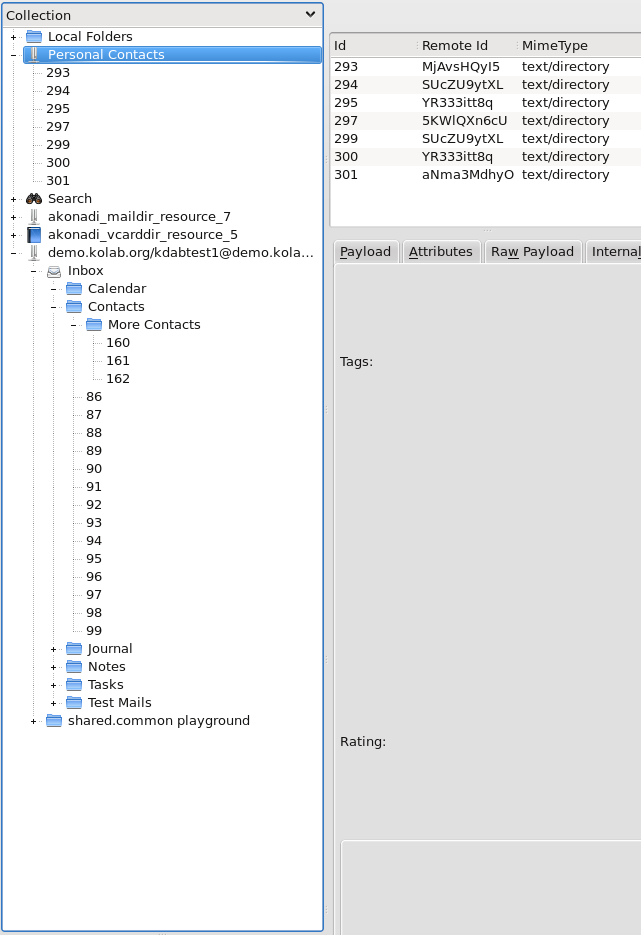 Collection
Local Folders
Personal Contacts
293
294
295
297
299
300
301
Search
akonadi_maildir_resource_7
akonadi_vcarddir_resource_5
demo.kolab.org/kdabtest1@demo.kola...
Inbox
Calendar
Contacts
More Contacts
160
161
162
86
87
88
89
90
91
92
93
94
95
96
97
98
99
Journal
Notes
Tasks
Test Mails
shared.common playground
Id Remote Id MimeType
293 MjAvsHQyI5 text/directory
294 SUcZU9ytXL text/directory
295 YR333itt8q text/directory
297 5KWlQXn6cU text/directory
299 SUcZU9ytXL text/directory
300 YR333itt8q text/directory
301 aNma3MdhyO text/directory
Payload Attributes Raw Payload Internal
Tags:
Rating: